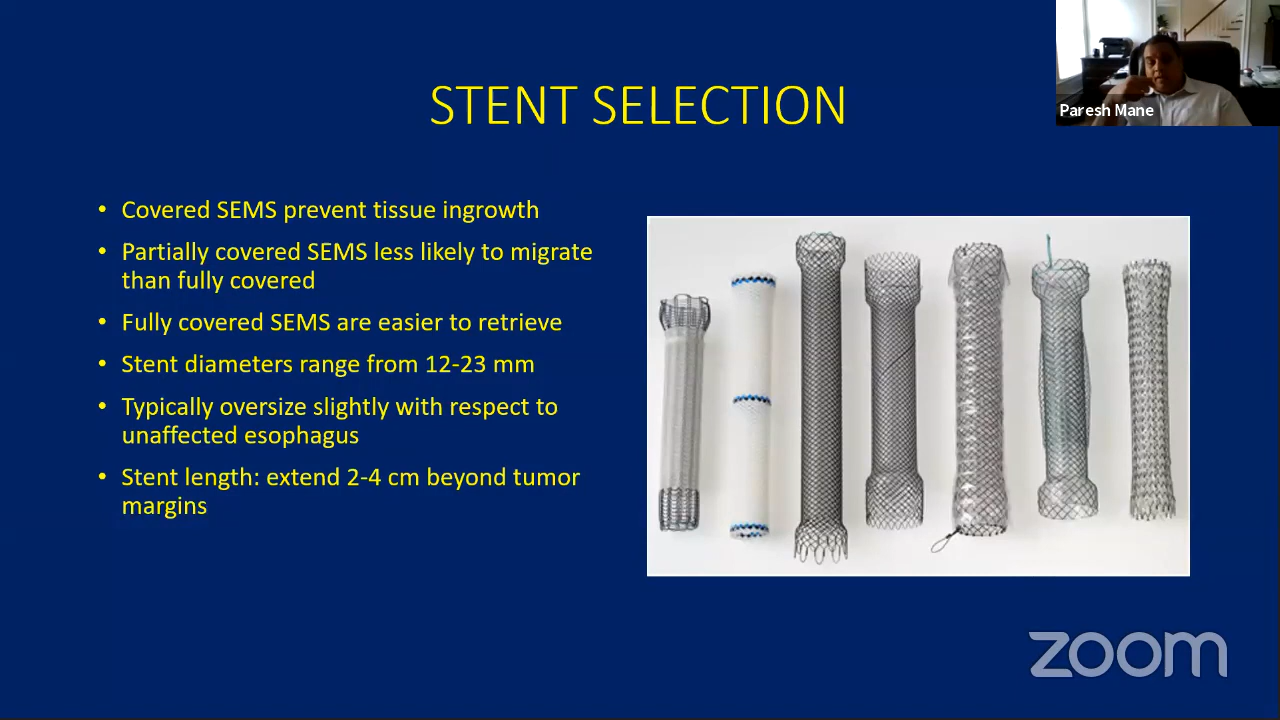 STENT SELECTION
Paresh Mane
• Covered SEMS prevent tissue ingrowth
• Partially covered SEMS less likely to migrate
than fully covered
• Fully covered SEMS are easier to retrieve
• Stent diameters range from 12-23 mm
• Typically oversize slightly with respect to
unaffected esophagus
• Stent length: extend 2-4 cm beyond tumor
margins
zoom